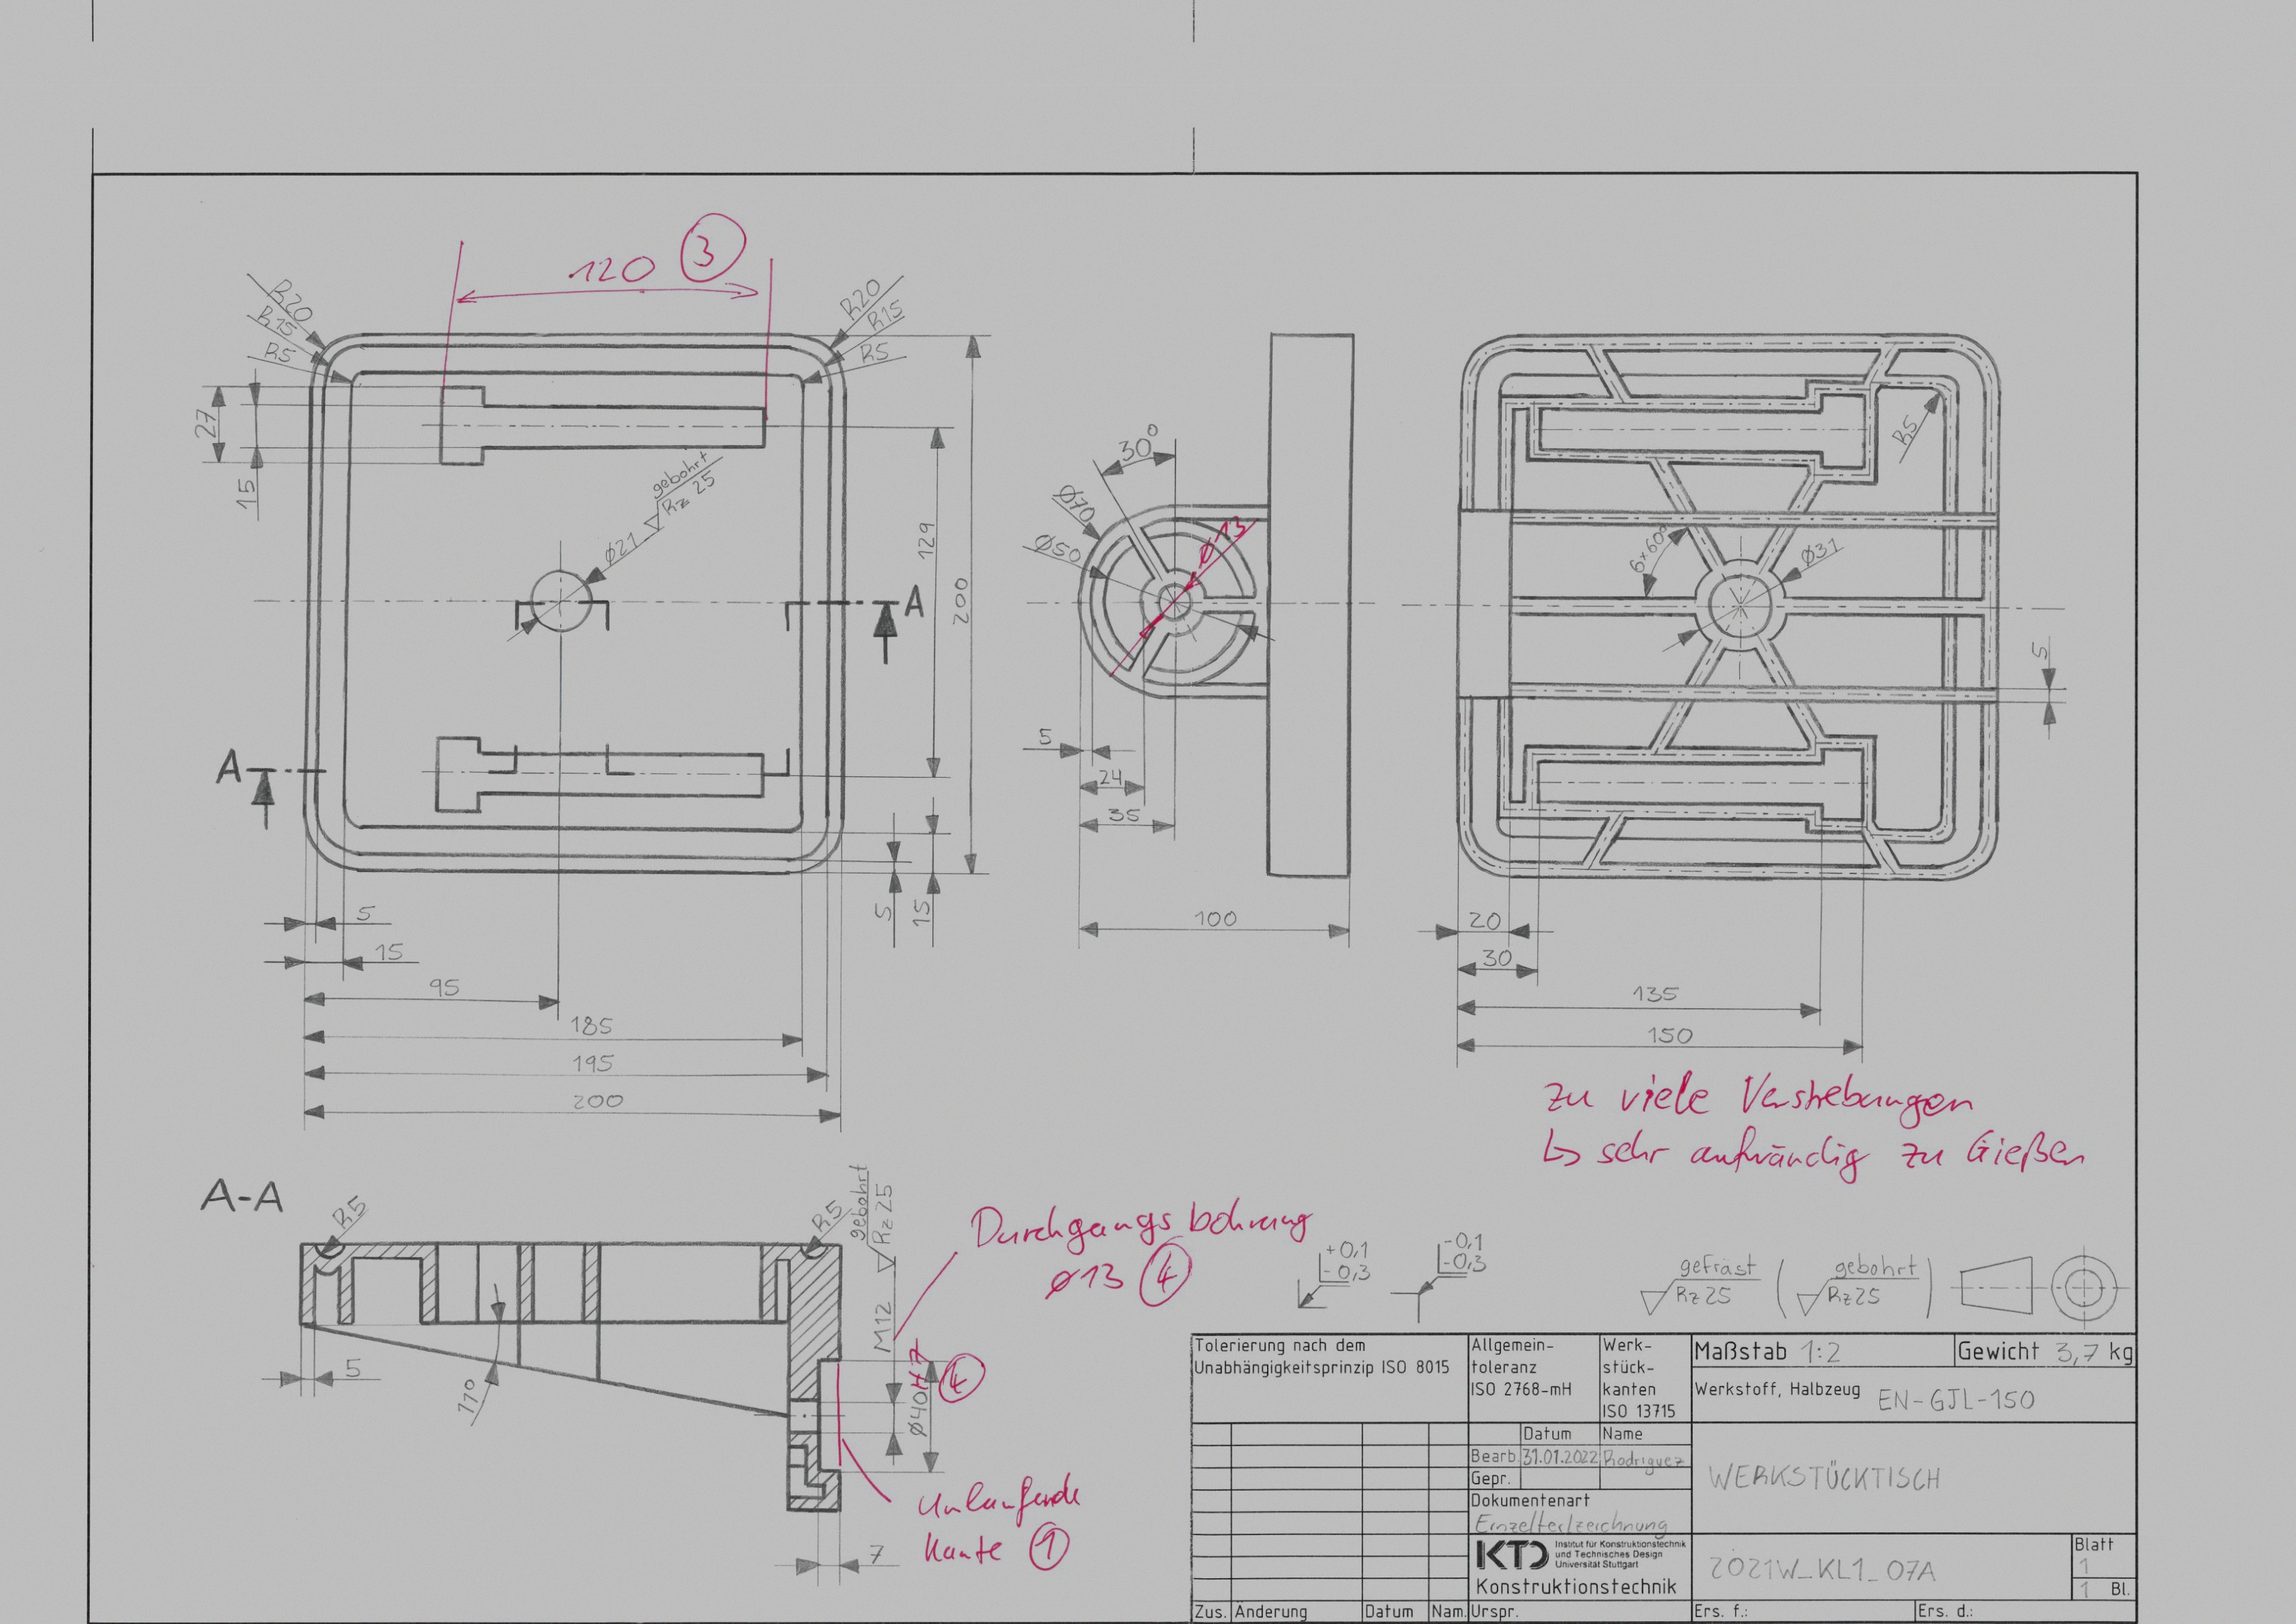 120 3
R20
R15
R5
R20
R15
R5
27
15
gebohrt
Rz 25
Ø21
129
200
A
A
5
15
5
15
95
185
195
200
30°
Ø70
Ø50
Ø13
5
24
35
100
R5
6×60°
Ø31
5
20
30
135
150
zu viele Verstrebungen
↳ sehr aufwändig zu Gießen
A-A
R5
R5
gebohrt
Rz 25
M12
Durchgangsbohrung
Ø13 4
Ø40H7 4
5
110
Umlaufende
Kante 1
7
+0,1
-0,3
-0,1
-0,3
gefräst
Rz 25
( gebohrt
Rz 25 )
Tolerierung nach dem
Unabhängigkeitsprinzip ISO 8015
Allgemein-
toleranz
ISO 2768-mH
Werk-
stück-
kanten
ISO 13715
Maßstab 1:2
Gewicht 3,7 kg
Werkstoff, Halbzeug EN-GJL-150
Datum Name
Bearb. 31.01.2022 Rodriguez
Gepr.
Dokumentenart
Einzelteilzeichnung
WERKSTÜCKTISCH
KTD Institut für Konstruktionstechnik
und Technisches Design
Universität Stuttgart
Konstruktionstechnik
2021W_KL1_07A
Blatt
1
1 Bl.
Zus. Änderung Datum Nam. Urspr. Ers. f.: Ers. d.: